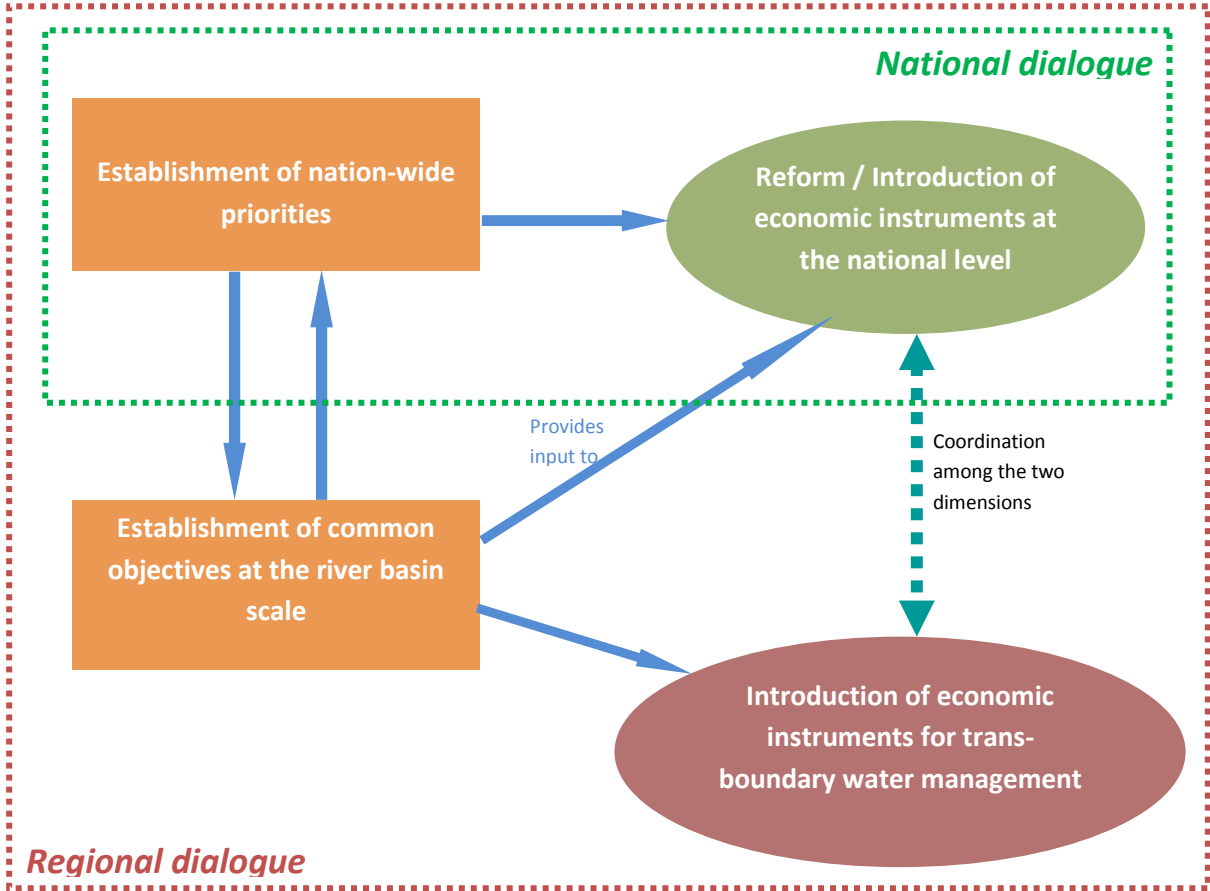 National dialogue
Establishment of nation-wide
priorities
Reform / Introduction of
economic instruments at
the national level
Provides
input to
Coordination
among the two
dimensions
Establishment of common
objectives at the river basin
scale
Introduction of economic
instruments for trans-
boundary water management
Regional dialogue